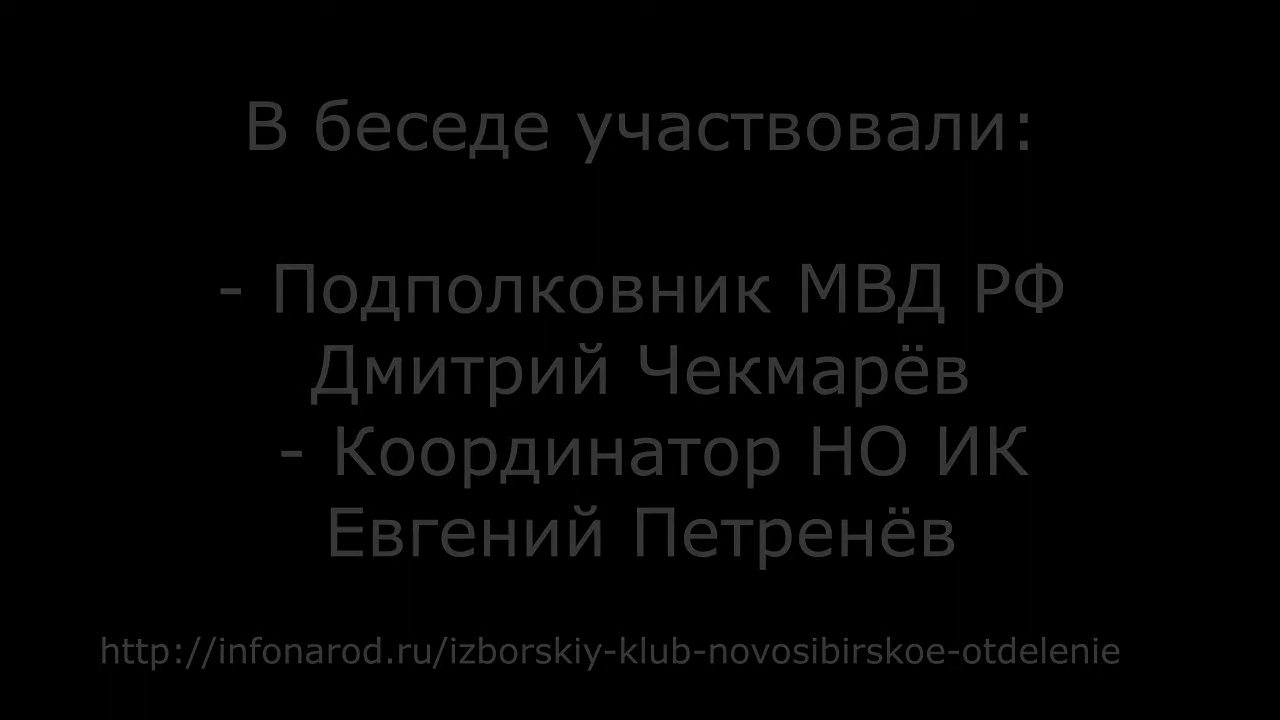 В беседе участвовали:
- Подполковник МВД РФ
Дмитрий Чекмарёв
- Координатор НО ИК
Евгений Петренёв
http://infonarod.ru/izborskiy-klub-novosibirskoe-otdelenie